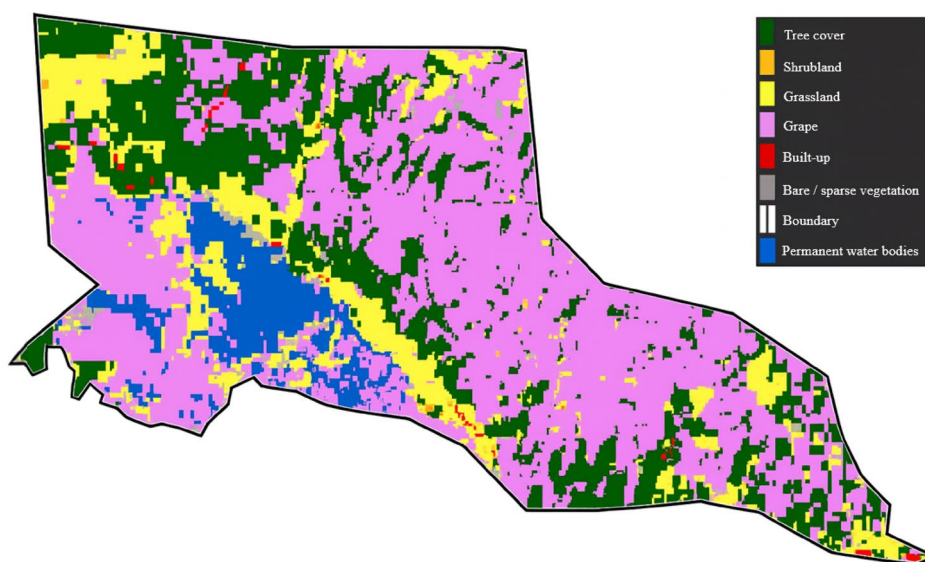 Tree cover
Shrubland
Grassland
Grape
Built-up
Bare / sparse vegetation
Boundary
Permanent water bodies